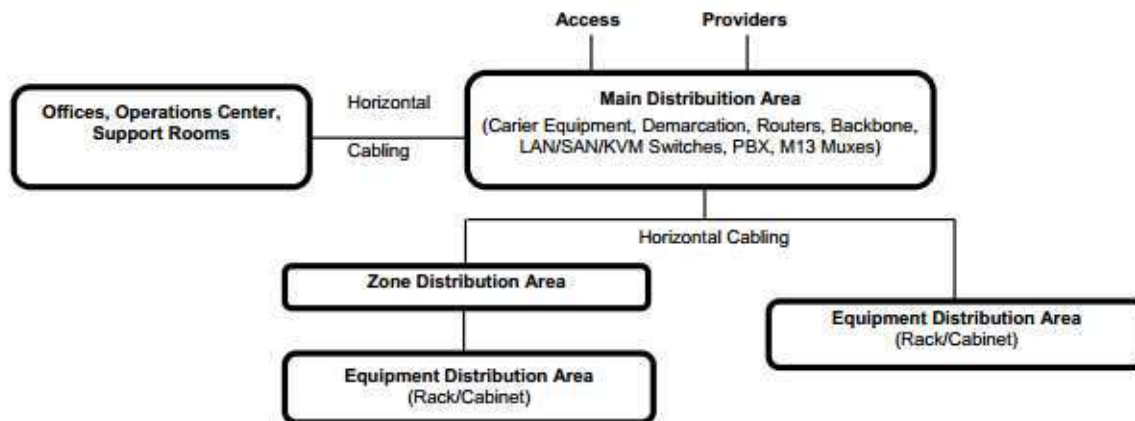 Access Providers
Offices, Operations Center,
Support Rooms
Horizontal
Cabling
Main Distribuition Area
(Carier Equipment, Demarcation, Routers, Backbone,
LAN/SAN/KVM Switches, PBX, M13 Muxes)
Horizontal Cabling
Zone Distribution Area
Equipment Distribution Area
(Rack/Cabinet)
Equipment Distribution Area
(Rack/Cabinet)